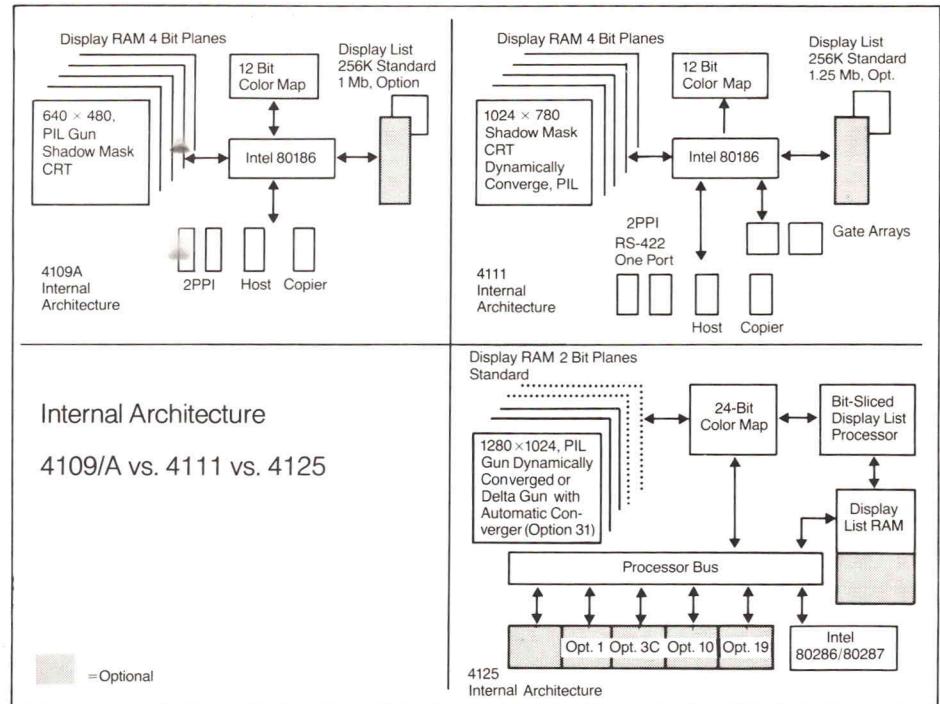 Display RAM 4 Bit Planes
12 Bit
Color Map
Display List
256K Standard
1 Mb, Option
640 × 480,
PIL Gun
Shadow Mask
CRT
Intel 80186
2PPI
Host
Copier
4109A
Internal
Architecture
Display RAM 4 Bit Planes
12 Bit
Color Map
Display List
256K Standard
1.25 Mb, Opt.
1024 × 780
Shadow Mask
CRT
Dynamically
Converge, PIL
Intel 80186
2PPI
RS-422
One Port
Gate Arrays
4111
Internal
Architecture
Host
Copier
Internal Architecture
4109/A vs. 4111 vs. 4125
=Optional
Display RAM 2 Bit Planes
Standard
24-Bit
Color Map
Bit-Sliced
Display List
Processor
1280 ×1024, PIL
Gun Dynamically
Converged or
Delta Gun with
Automatic Con-
verger (Option 31)
Display
List RAM
Processor Bus
Opt. 1
Opt. 3C
Opt. 10
Opt. 19
Intel
80286/80287
4125
Internal Architecture